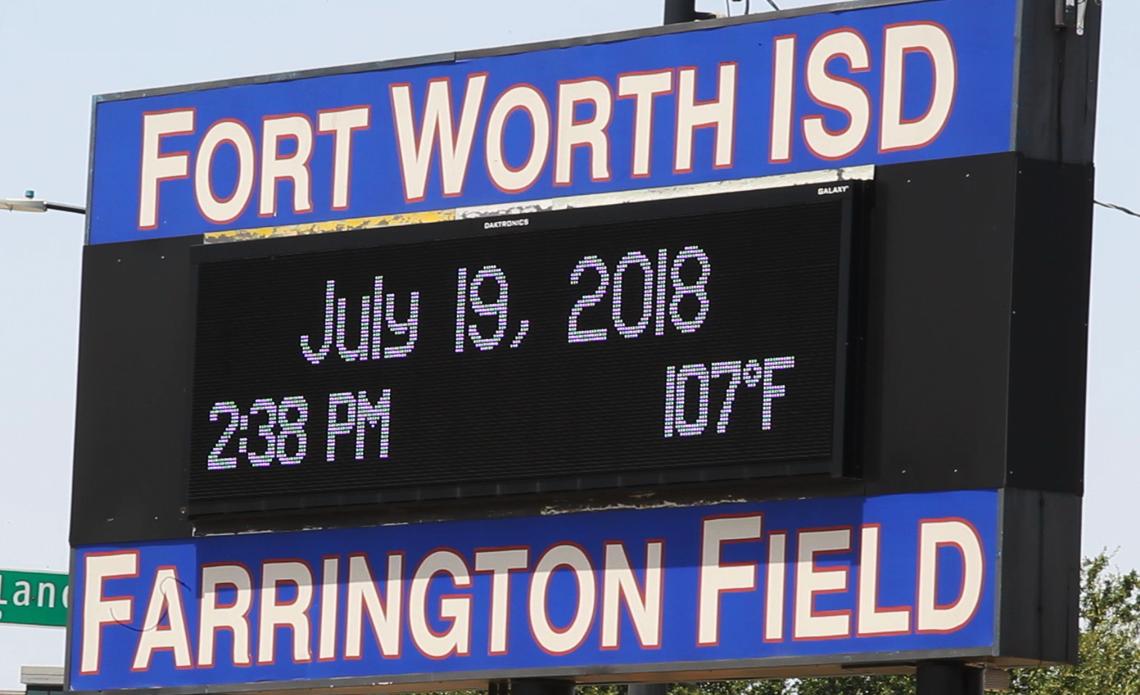 FORT WORTH ISD
DAKTRONICS GALAXY
July 19, 2018
2:38 PM 107°F
FARRINGTON FIELD